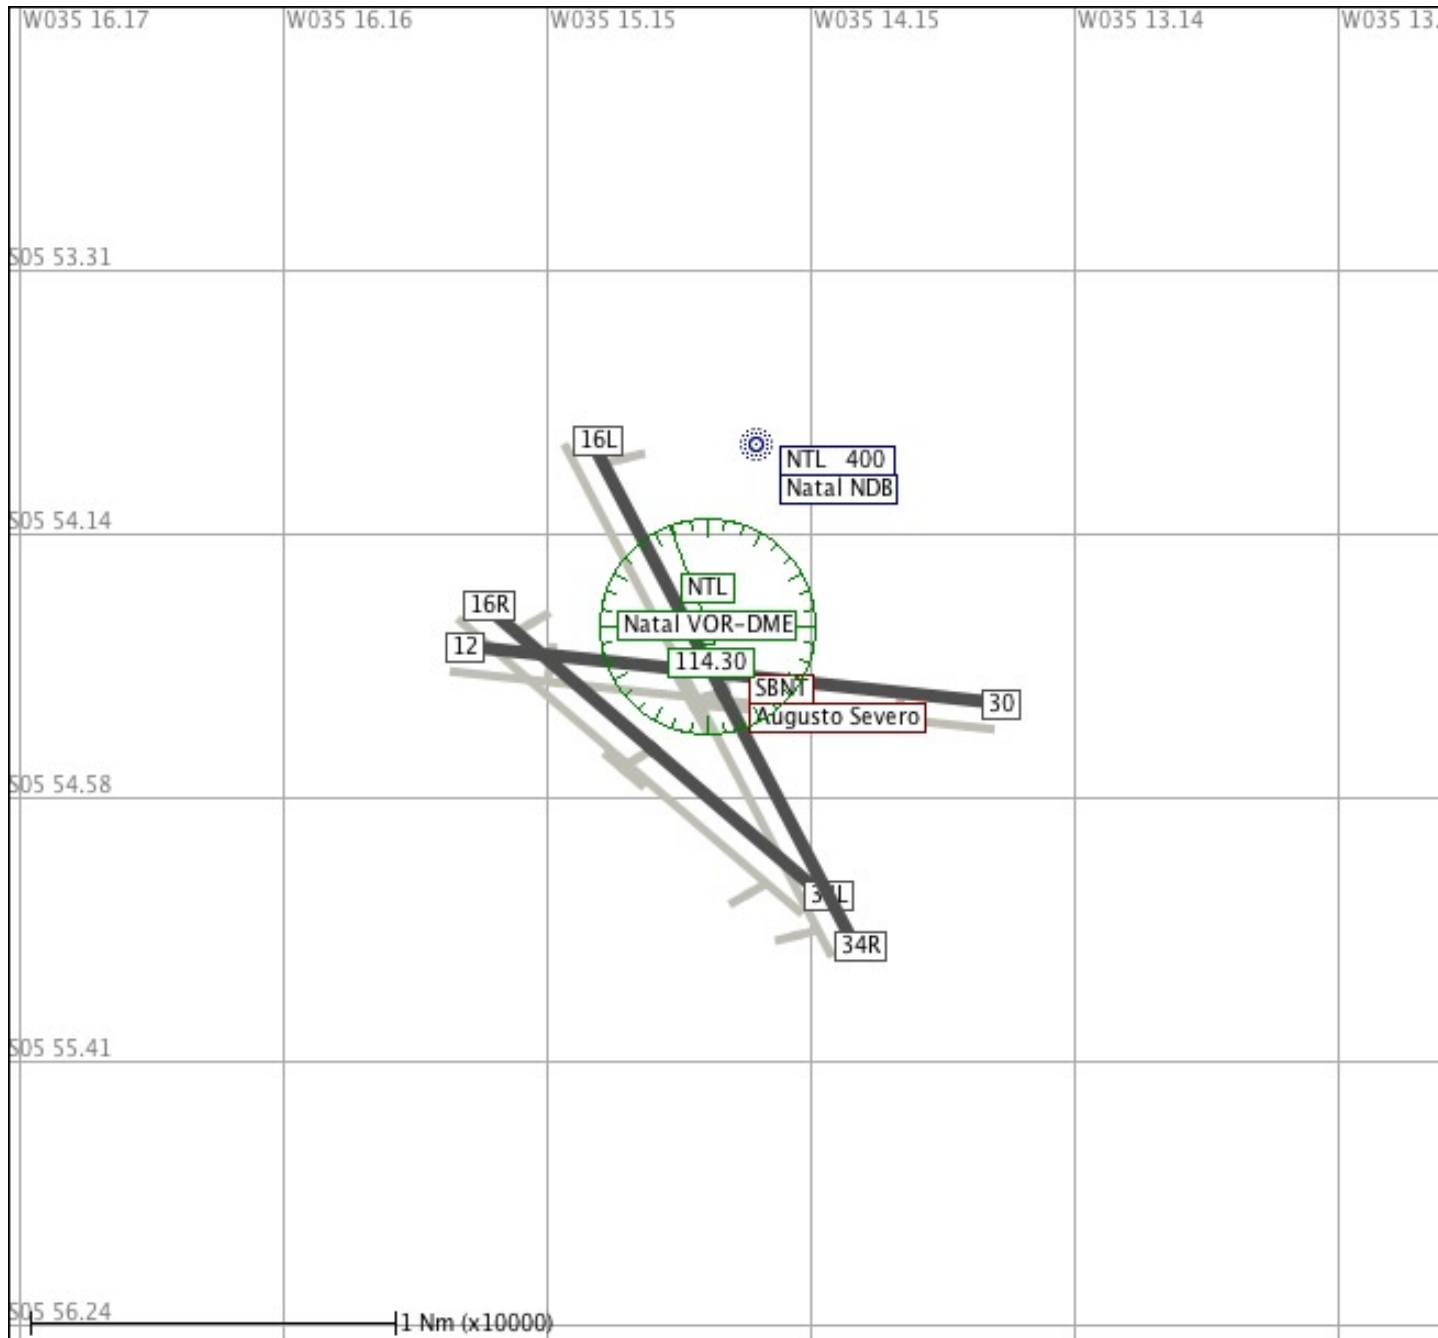 W035 16.17
W035 16.16
W035 15.15
W035 14.15
W035 13.14
W035 13.
S05 53.31
16L
NTL 400
Natal NDB
S05 54.14
NTL
16R
Natal VOR-DME
12
114.30
SBNT
30
Augusto Severo
S05 54.58
34R
S05 55.41
S05 56.24
1 Nm (x10000)